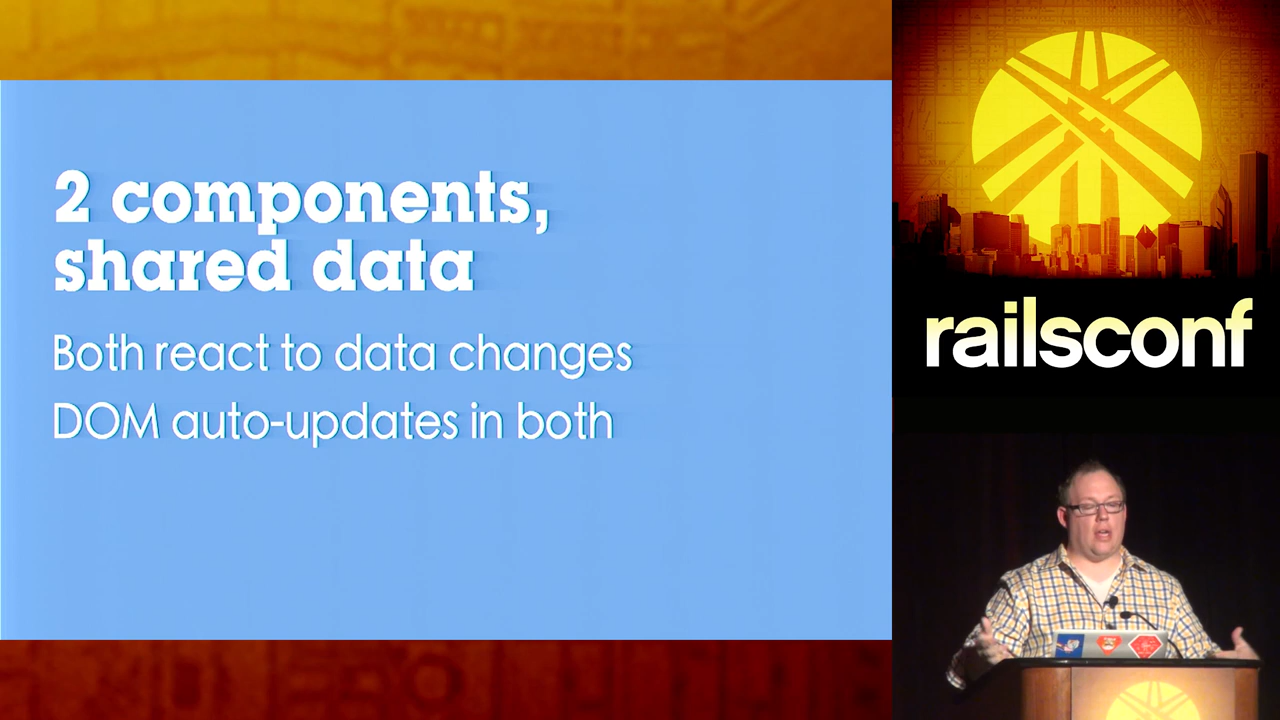 2 components,
shared data
Both react to data changes
DOM auto-updates in both
railsconf